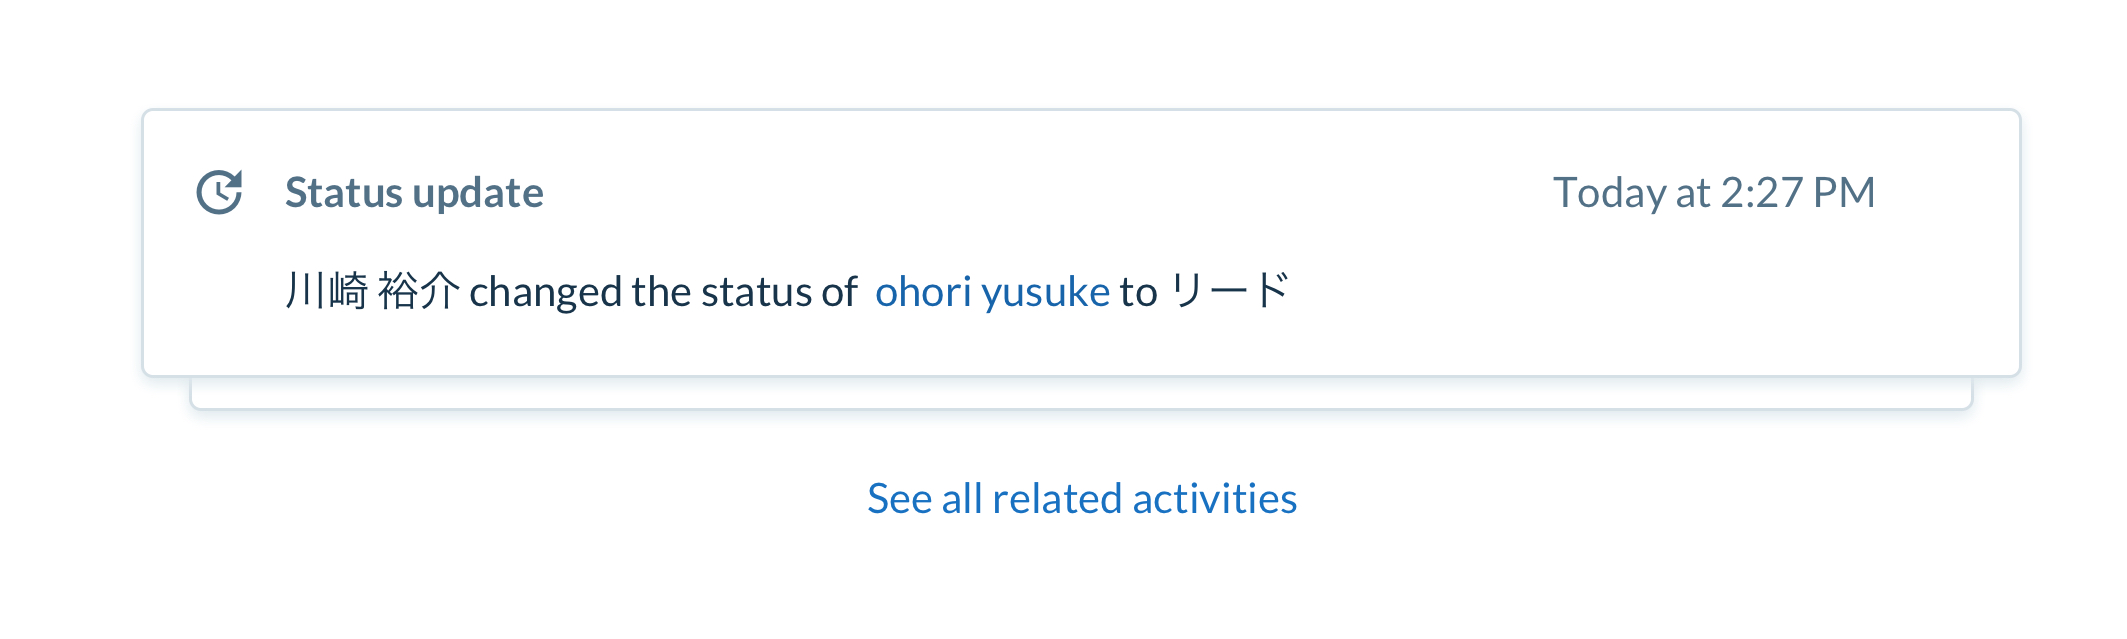 Status update
Today at 2:27 PM
川崎 裕介 changed the status of ohori yusuke to リード
See all related activities